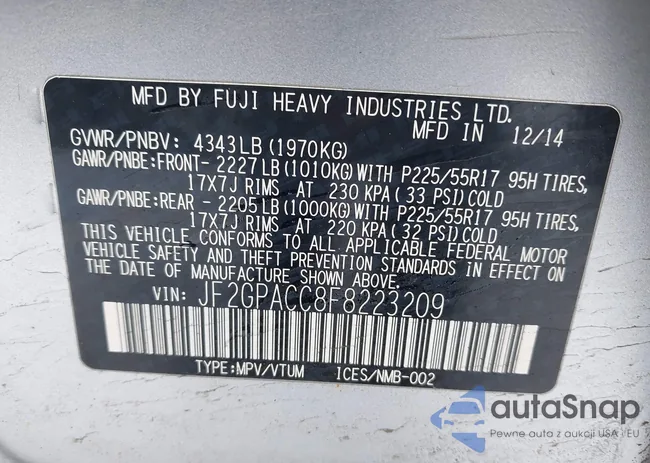 MFD BY FUJI HEAVY INDUSTRIES LTD.
MFD IN 12/14
GVWR/PNBV: 4343LB(1970KG)
GAWR/PNBE:FRONT- 2227LB(1010KG)WITH P225/55R17 95H TIRES,
17X7J RIMS AT 230 KPA(33 PSI)COLD
GAWR/PNBE:REAR - 2205LB(1000KG)WITH P225/55R17 95H TIRES,
17X7J RIMS AT 220 KPA(32 PSI)COLD
THIS VEHICLE CONFORMS TO ALL APPLICABLE FEDERAL MOTOR
VEHICLE SAFETY AND THEFT PREVENTION STANDARDS IN EFFECT ON
THE DATE OF MANUFACTURE SHOWN ABOVE.
VIN: JF2GPACC8F8223209
TYPE:MPV/VTUM ICES/NMB-002
autaSnap
Pewne auta z aukcji USA i EU